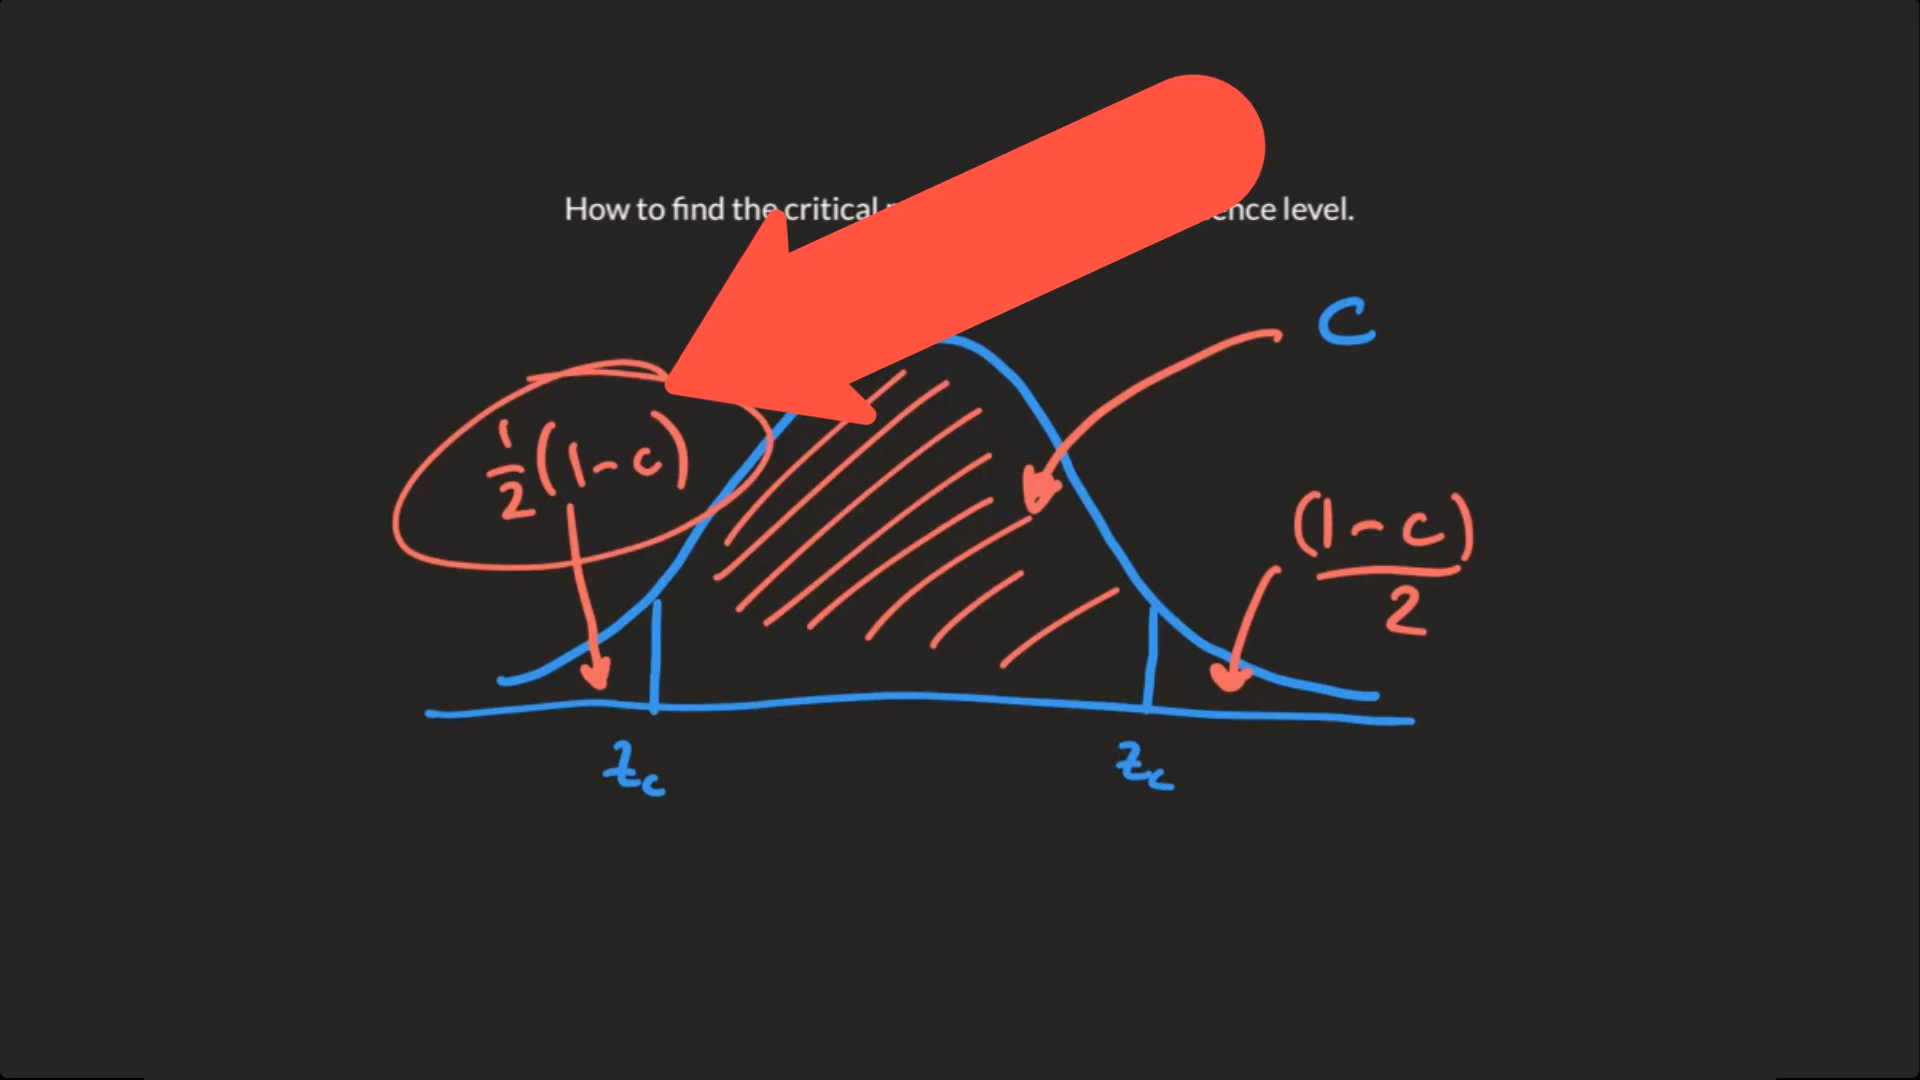 How to find the critical ence level.
C
½(1-c)
(1-c)
2
zc zc